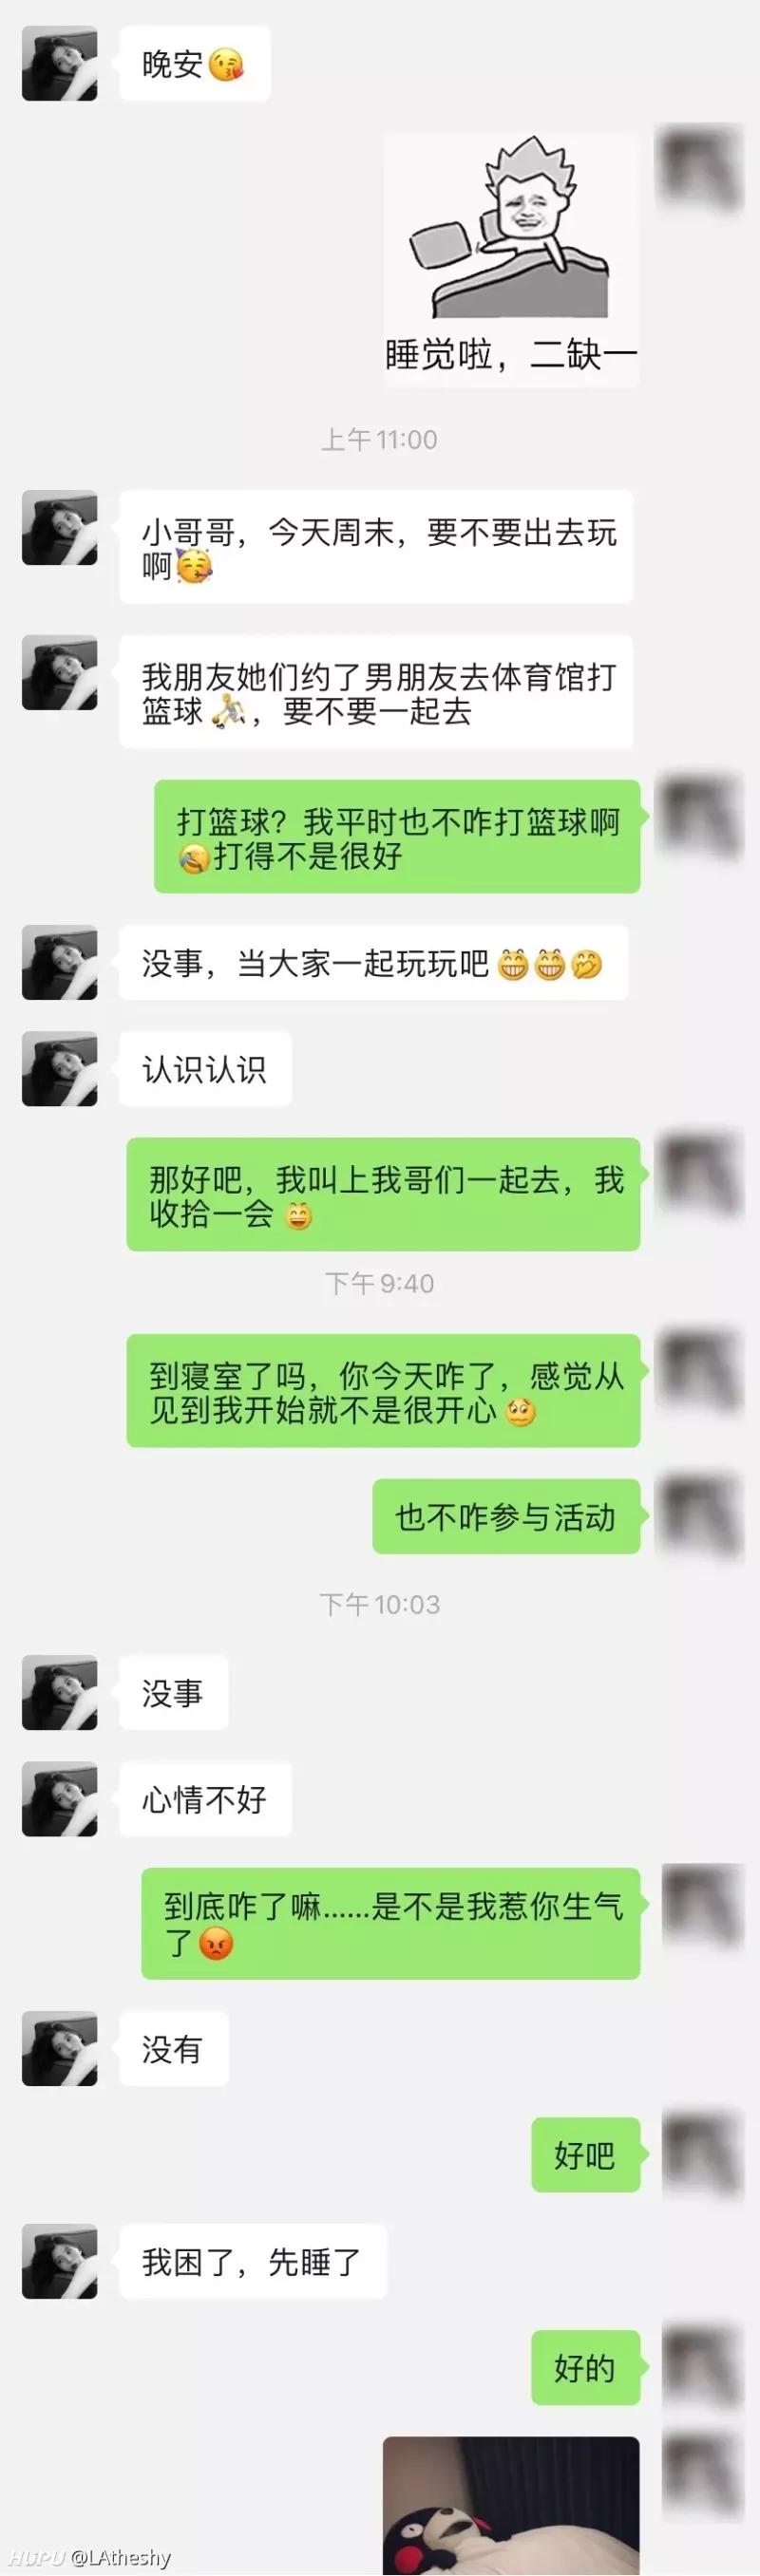 晚安😘
睡觉啦，二缺一
上午 11:00
小哥哥，今天周末，要不要出去玩
啊🥳
我朋友她们约了男朋友去体育馆打
篮球⛹️，要不要一起去
打篮球？我平时也不咋打篮球啊
🤣打得不是很好
没事，当大家一起玩玩吧😁😁🤭
认识认识
那好吧，我叫上我哥们一起去，我
收拾一会 😄
下午 9:40
到寝室了吗，你今天咋了，感觉从
见到我开始就不是很开心 🥴
也不咋参与活动
下午 10:03
没事
心情不好
到底咋了嘛......是不是我惹你生气
了😡
没有
好吧
我困了，先睡了
好的
HUPU @LAtheshy